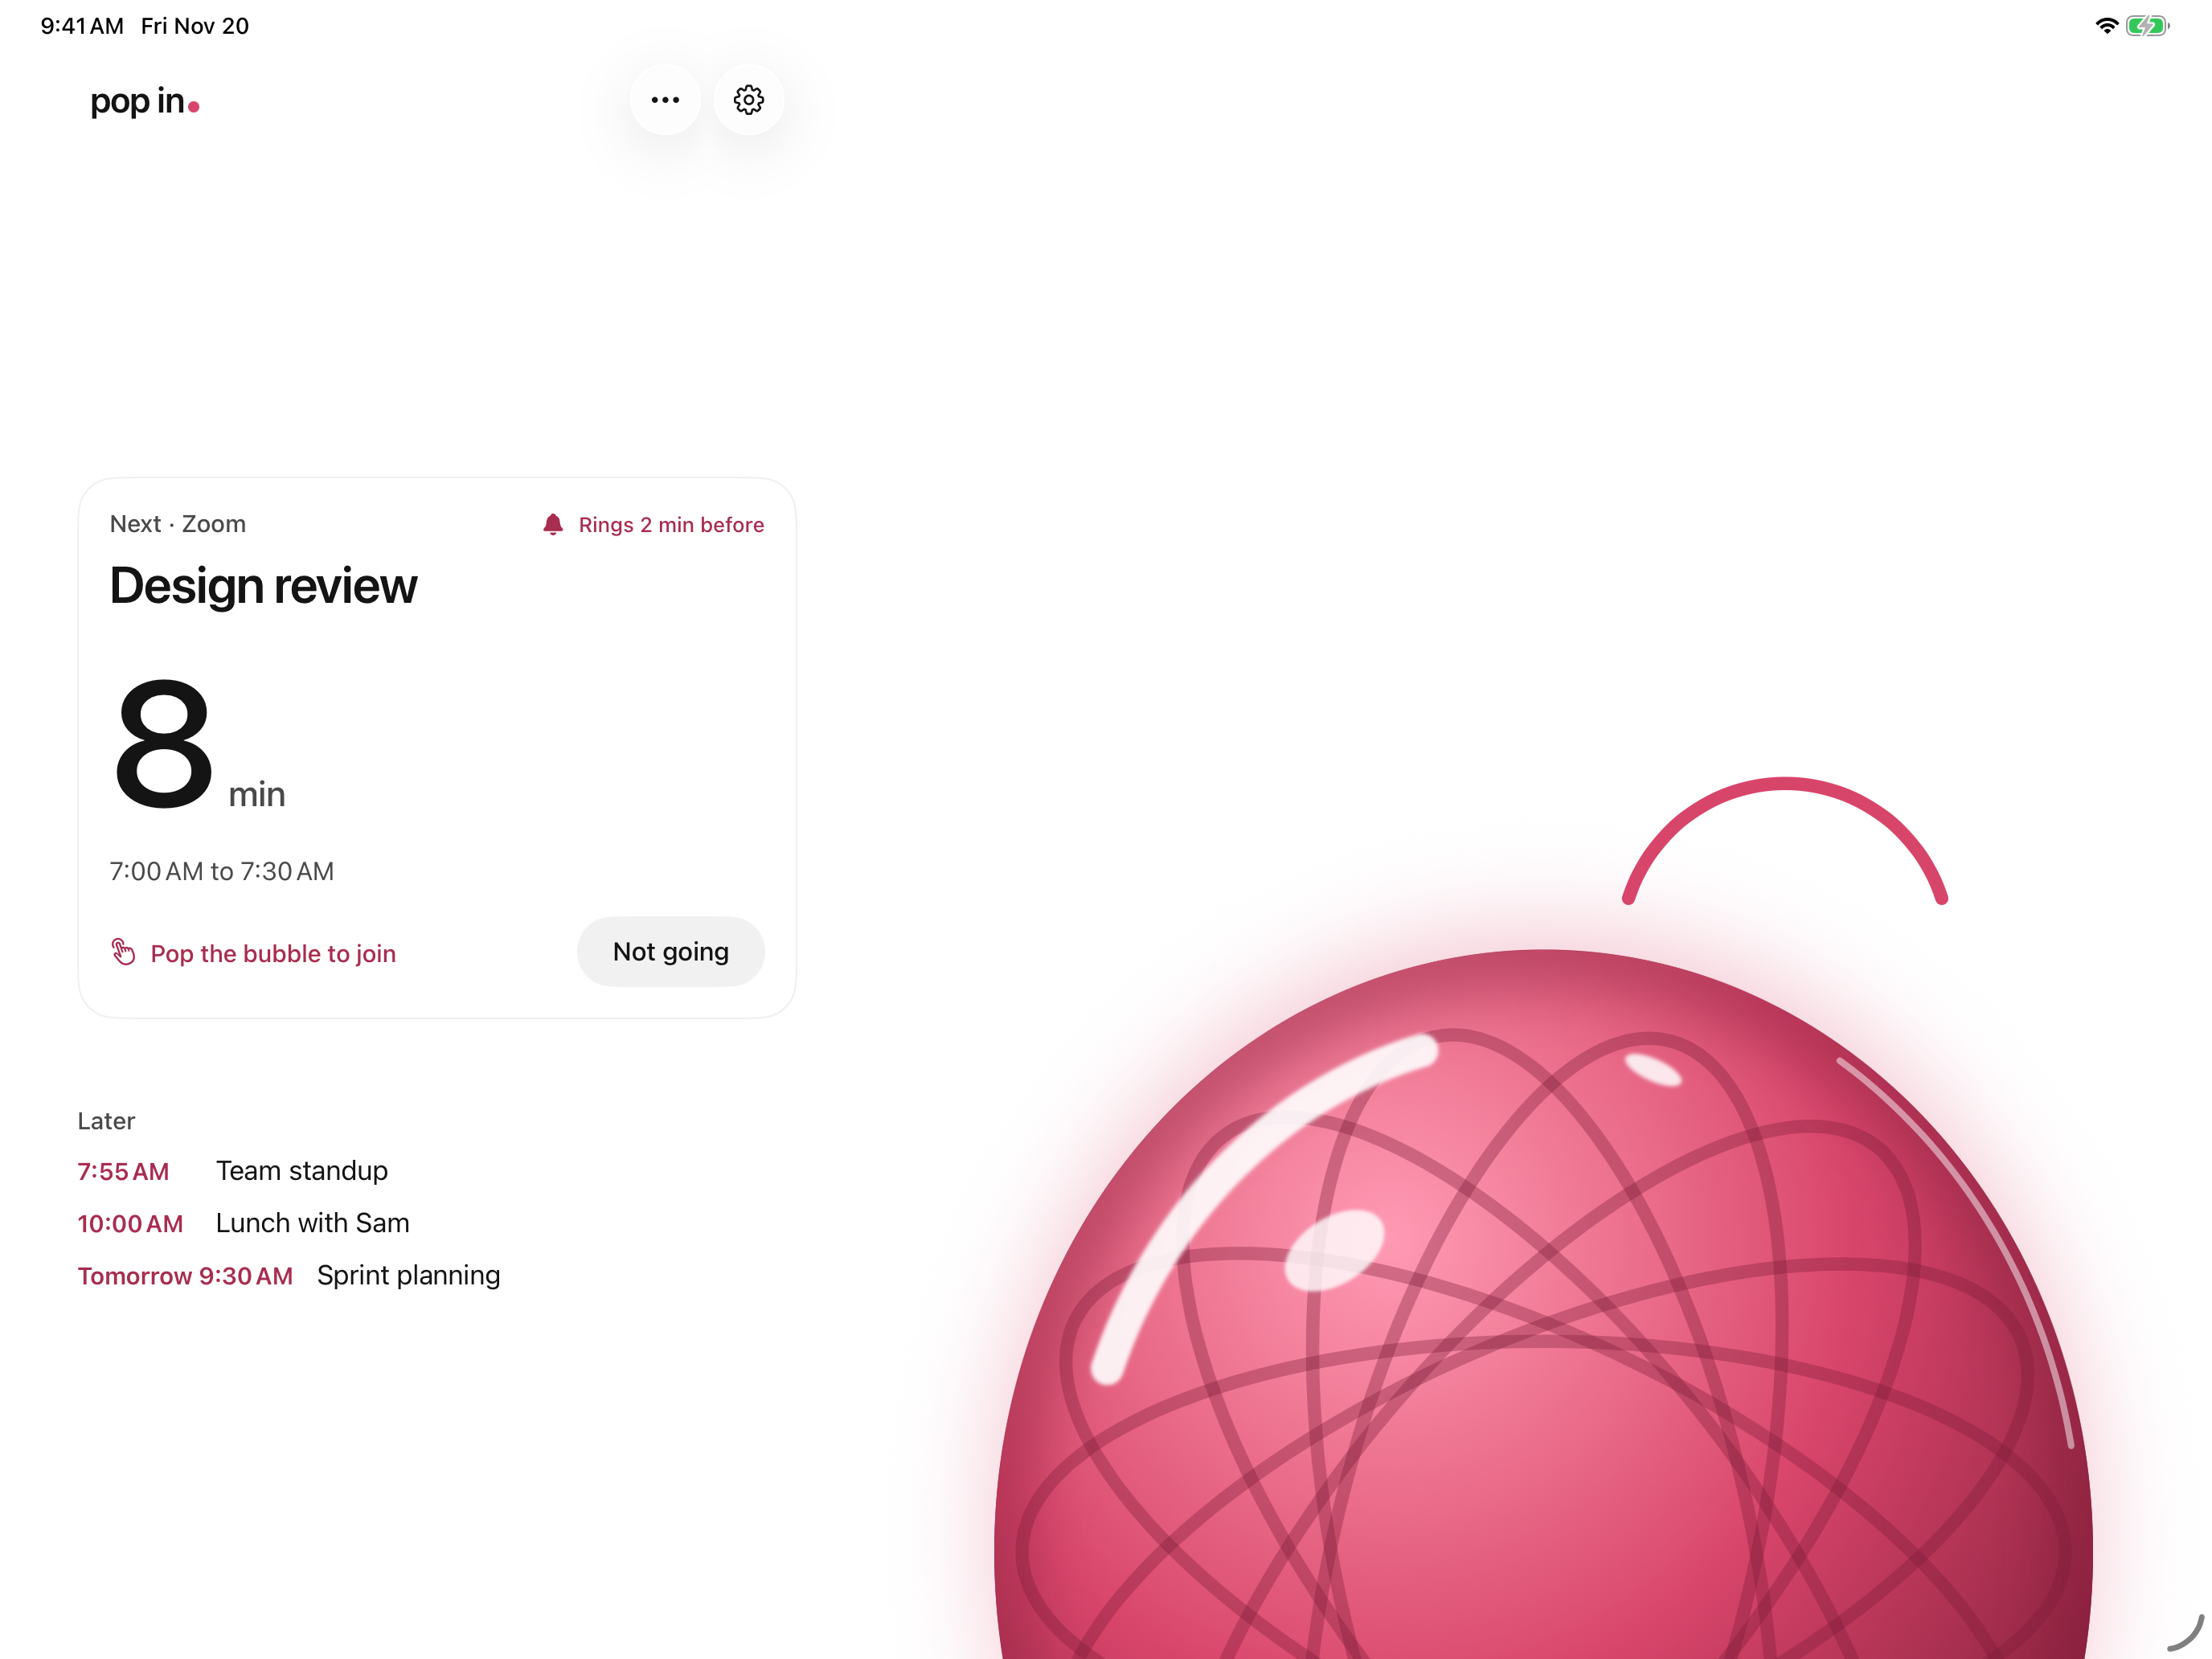 9:41 AM Fri Nov 20
pop in.
Next · Zoom
Rings 2 min before
Design review
8 min
7:00 AM to 7:30 AM
Pop the bubble to join
Not going
Later
7:55 AM Team standup
10:00 AM Lunch with Sam
Tomorrow 9:30 AM Sprint planning